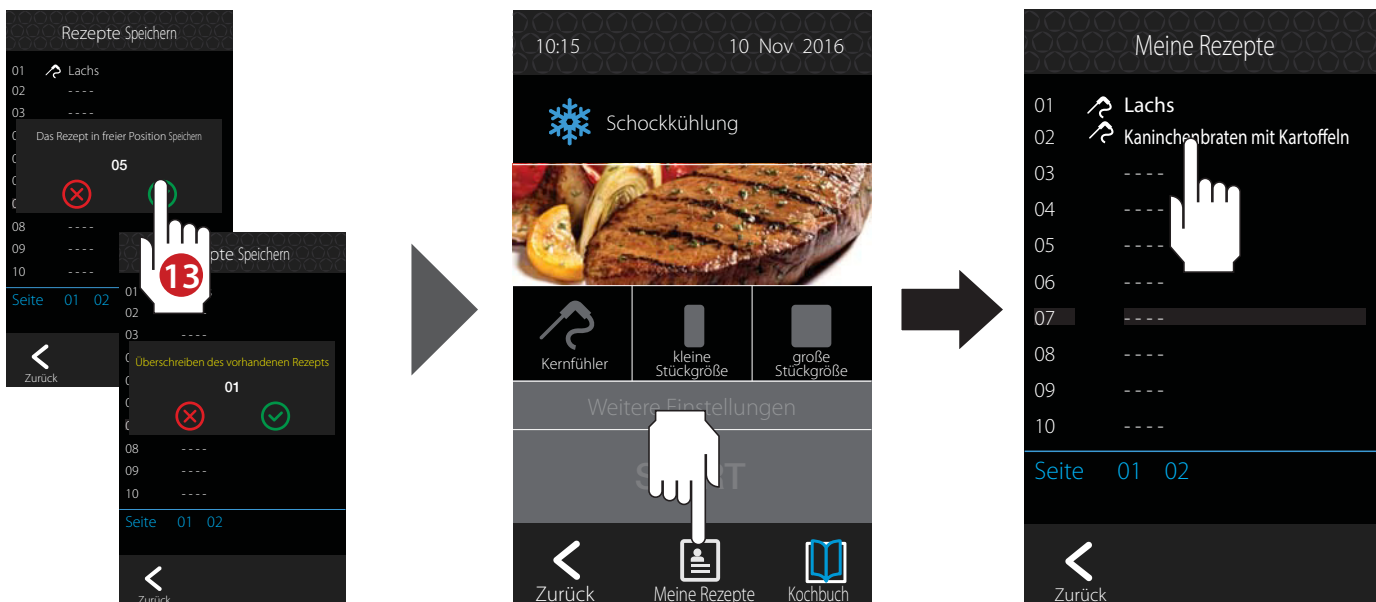 Rezepte Speichern
01 Lachs
02 - - - -
03 - - - -
Das Rezept in freier Position Speichern
05
08 - - - -
09 - - - -
10 - - - -
Seite 01 02
Zurück
13
pte Speichern
01
02 - - - -
03 - - - -
Überschreiben des vorhandenen Rezepts
01
08 - - - -
09 - - - -
10 - - - -
Seite 01 02
Zurück
10:15 10 Nov 2016
Schockkühlung
Kernfühler
kleine Stückgröße
große Stückgröße
Weitere Einstellungen
Zurück
Meine Rezepte
Kochbuch
Meine Rezepte
01 Lachs
02 Kaninchenbraten mit Kartoffeln
03 - - - -
04 - - - -
05 - - - -
06 - - - -
07 - - - -
08 - - - -
09 - - - -
10 - - - -
Seite 01 02
Zurück